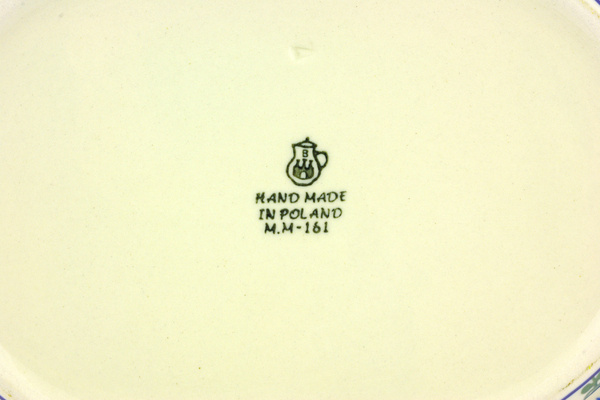 B
HAND MADE
IN POLAND
M.M-161